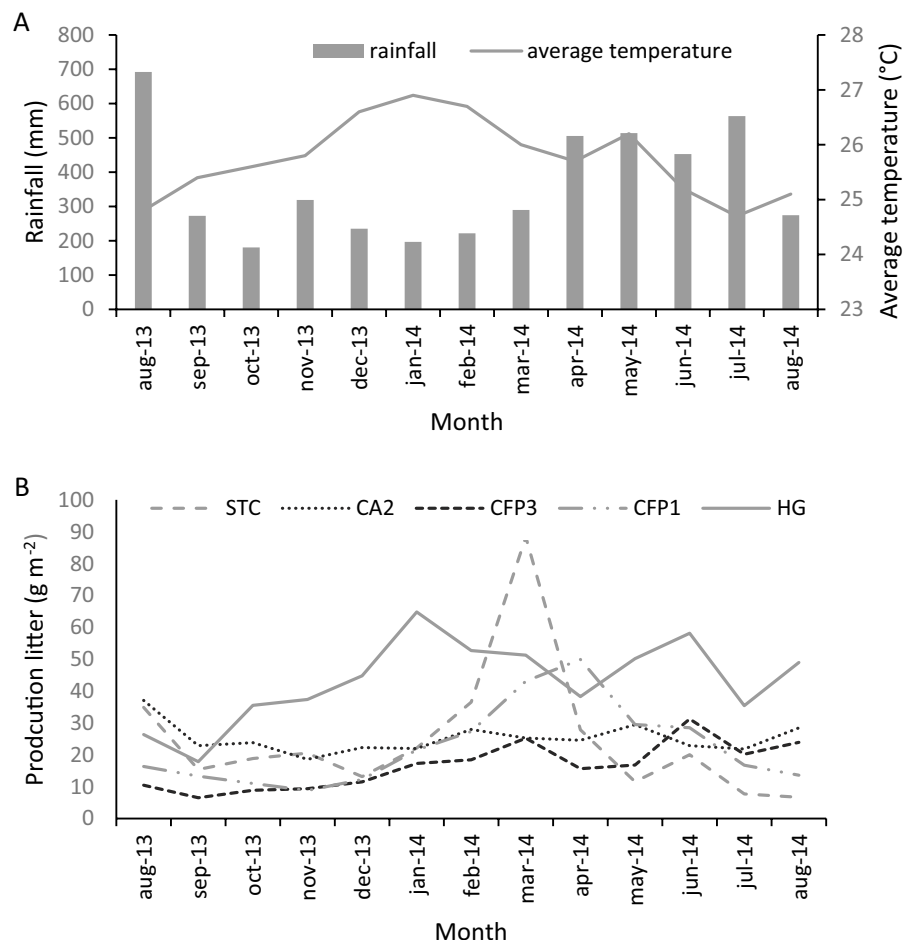 A
rainfall average temperature
Rainfall (mm)
800
700
600
500
400
300
200
100
0
Average temperature (°C)
28
27
26
25
24
23
aug-13 sep-13 oct-13 nov-13 dec-13 jan-14 feb-14 mar-14 apr-14 may-14 jun-14 jul-14 aug-14
Month
B
STC CA2 CFP3 CFP1 HG
Prodcution litter (g m⁻²)
100
90
80
70
60
50
40
30
20
10
0
aug-13 sep-13 oct-13 nov-13 dec-13 jan-14 feb-14 mar-14 apr-14 may-14 jun-14 jul-14 aug-14
Month